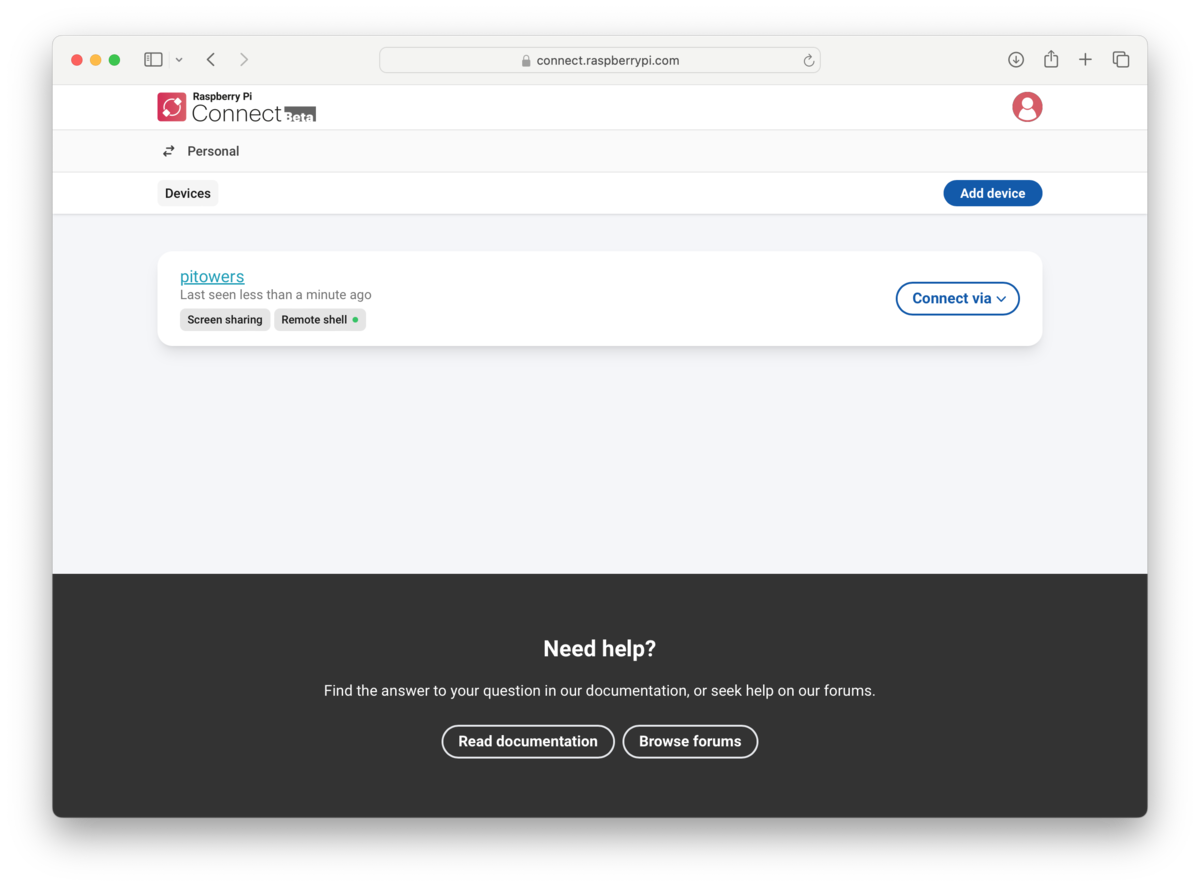 connect.raspberrypi.com
Raspberry Pi
Connect Beta
Personal
Devices
Add device
pitowers
Last seen less than a minute ago
Connect via
Screen sharing
Remote shell
Need help?
Find the answer to your question in our documentation, or seek help on our forums.
Read documentation
Browse forums